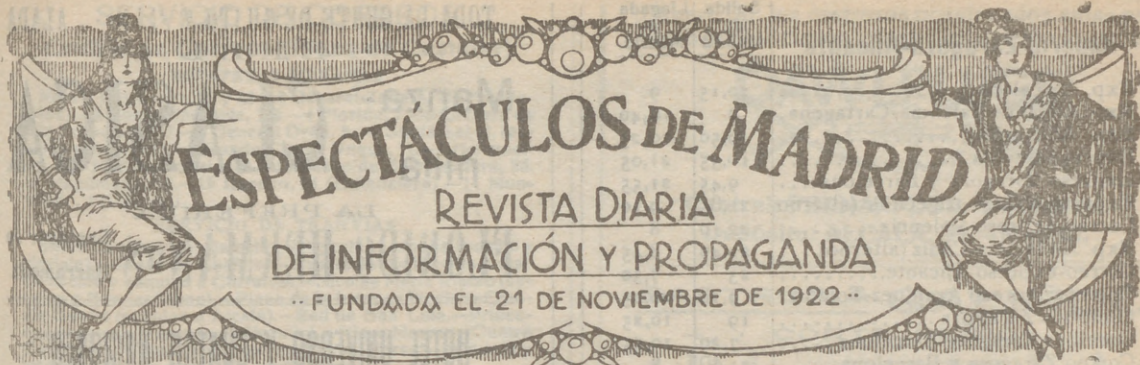 ESPECTÁCULOS DE MADRID
REVISTA DIARIA
DE INFORMACIÓN Y PROPAGANDA
·· FUNDADA EL 21 DE NOVIEMBRE DE 1922 ··